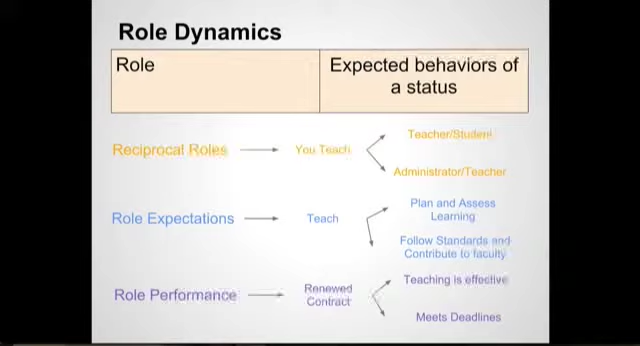 Role Dynamics
Role
Expected behaviors of
a status
Reciprocal Roles
You Teach
Teacher/Student
Administrator/Teacher
Role Expectations
Teach
Plan and Assess
Learning
Follow Standards and
Contribute to faculty
Role Performance
Renewed
Contract
Teaching is effective
Meets Deadlines